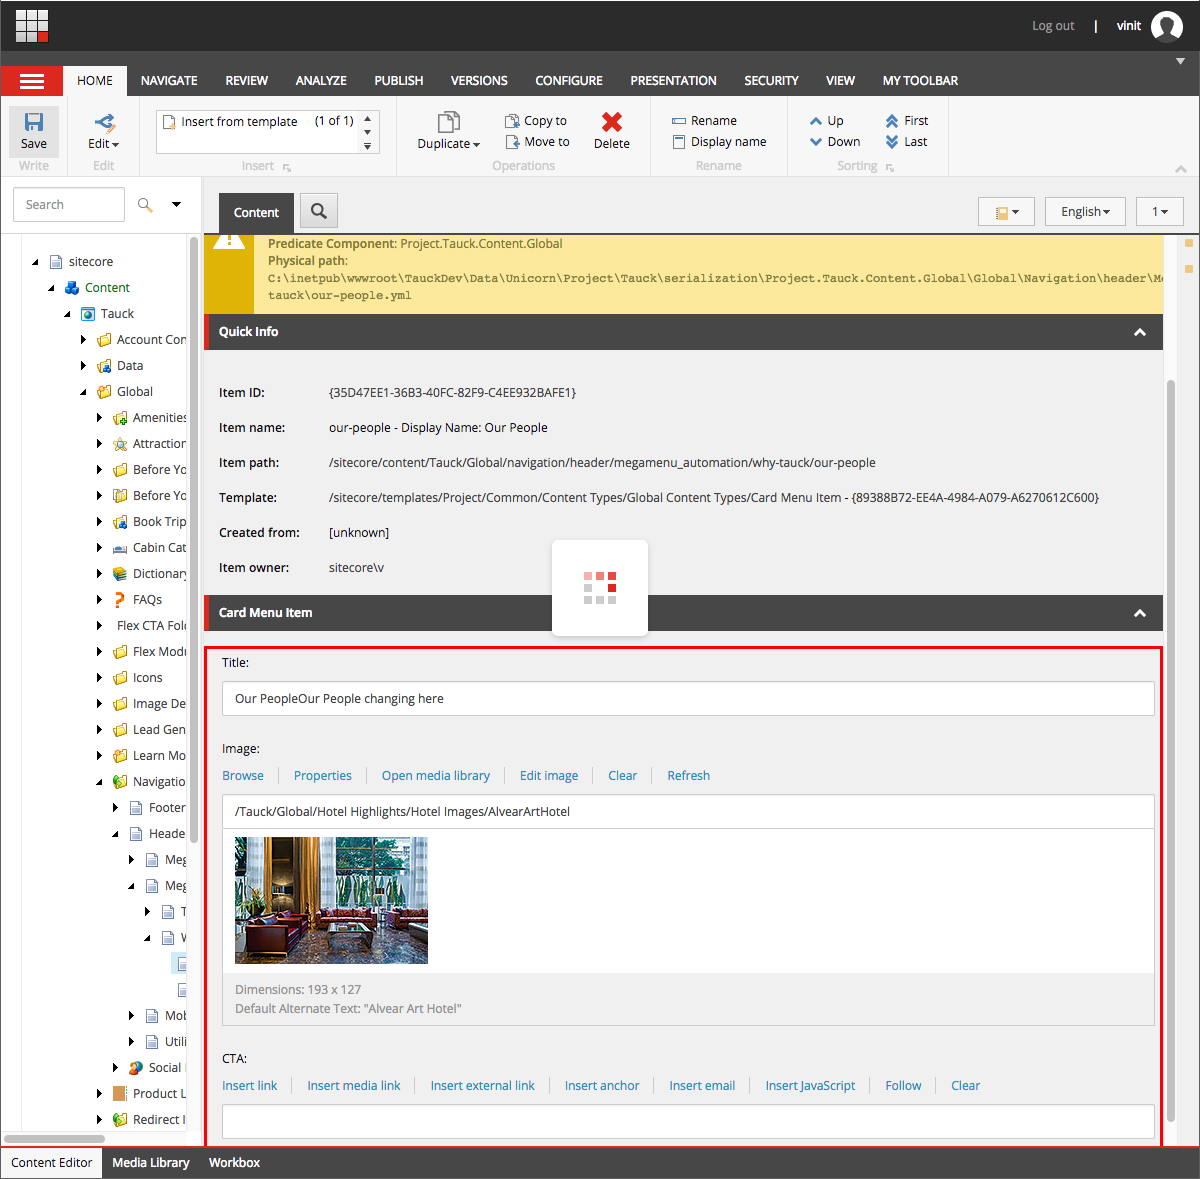 Log out | vinit
HOME NAVIGATE REVIEW ANALYZE PUBLISH VERSIONS CONFIGURE PRESENTATION SECURITY VIEW MY TOOLBAR
Save
Write
Edit
Edit
Insert from template (1 of 1)
Insert
Duplicate
Copy to
Move to
Delete
Operations
Rename
Display name
Rename
Up
Down
First
Last
Sorting
Search
Content
English
1
sitecore
Content
Tauck
Account Con
Data
Global
Amenities
Attraction
Before Yo
Before Yo
Book Trip
Cabin Cat
Dictionary
FAQs
Flex CTA Fol
Flex Modu
Icons
Image De
Lead Gen
Learn Mo
Navigatio
Footer
Heade
Meg
Meg
T
W
Mob
Utili
Social
Product L
Redirect I
Predicate Component: Project.Tauck.Content.Global
Physical path:
C:\inetpub\wwwroot\TauckDev\Data\Unicorn\Project\Tauck\serialization\Project.Tauck.Content.Global\Global\Navigation\header\Me
tauck\our-people.yml
Quick Info
Item ID: {35D47EE1-36B3-40FC-82F9-C4EE932BAFE1}
Item name: our-people - Display Name: Our People
Item path: /sitecore/content/Tauck/Global/navigation/header/megamenu_automation/why-tauck/our-people
Template: /sitecore/templates/Project/Common/Content Types/Global Content Types/Card Menu Item - {89388B72-EE4A-4984-A079-A6270612C600}
Created from: [unknown]
Item owner: sitecore\v
Card Menu Item
Title:
Our PeopleOur People changing here
Image:
Browse Properties Open media library Edit image Clear Refresh
/Tauck/Global/Hotel Highlights/Hotel Images/AlvearArtHotel
Dimensions: 193 x 127
Default Alternate Text: "Alvear Art Hotel"
CTA:
Insert link Insert media link Insert external link Insert anchor Insert email Insert JavaScript Follow Clear
Content Editor Media Library Workbox